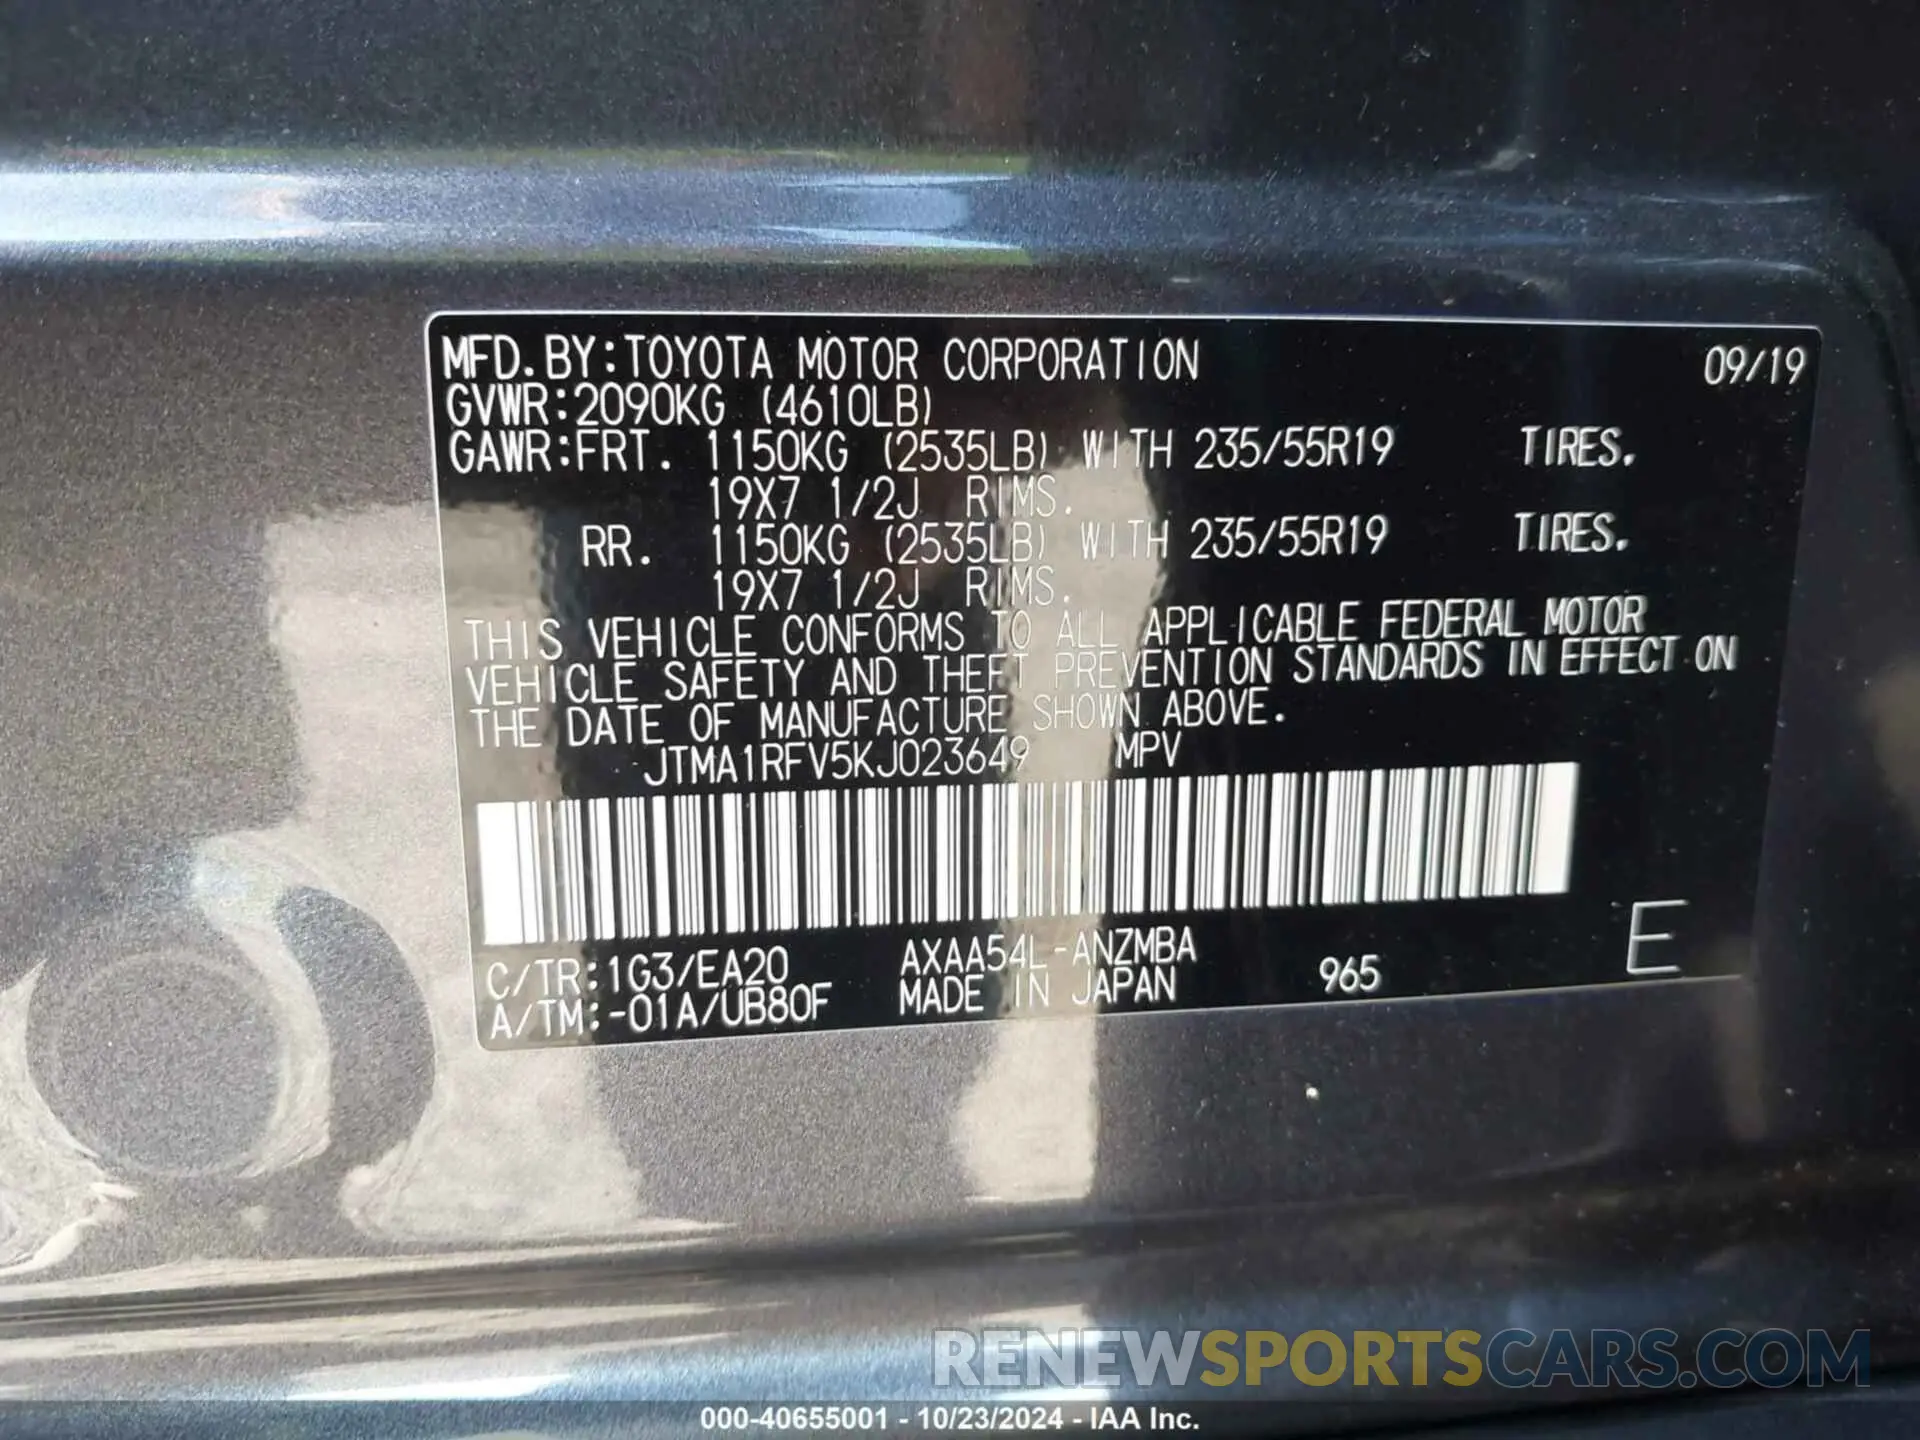 MFD.BY:TOYOTA MOTOR CORPORATION 09/19
GVWR:2090KG (4610LB)
GAWR:FRT. 1150KG (2535LB) WITH 235/55R19 TIRES.
19X7 1/2J RIMS.
RR. 1150KG (2535LB) WITH 235/55R19 TIRES.
19X7 1/2J RIMS.
THIS VEHICLE CONFORMS TO ALL APPLICABLE FEDERAL MOTOR
VEHICLE SAFETY AND THEFT PREVENTION STANDARDS IN EFFECT ON
THE DATE OF MANUFACTURE SHOWN ABOVE.
JTMA1RFV5KJ023649 MPV
C/TR:1G3/EA20 AXAA54L-ANZMBA 965 E
A/TM:-01A/UB80F MADE IN JAPAN
RENEWSPORTSCARS.COM
000-40655001 - 10/23/2024 - IAA Inc.